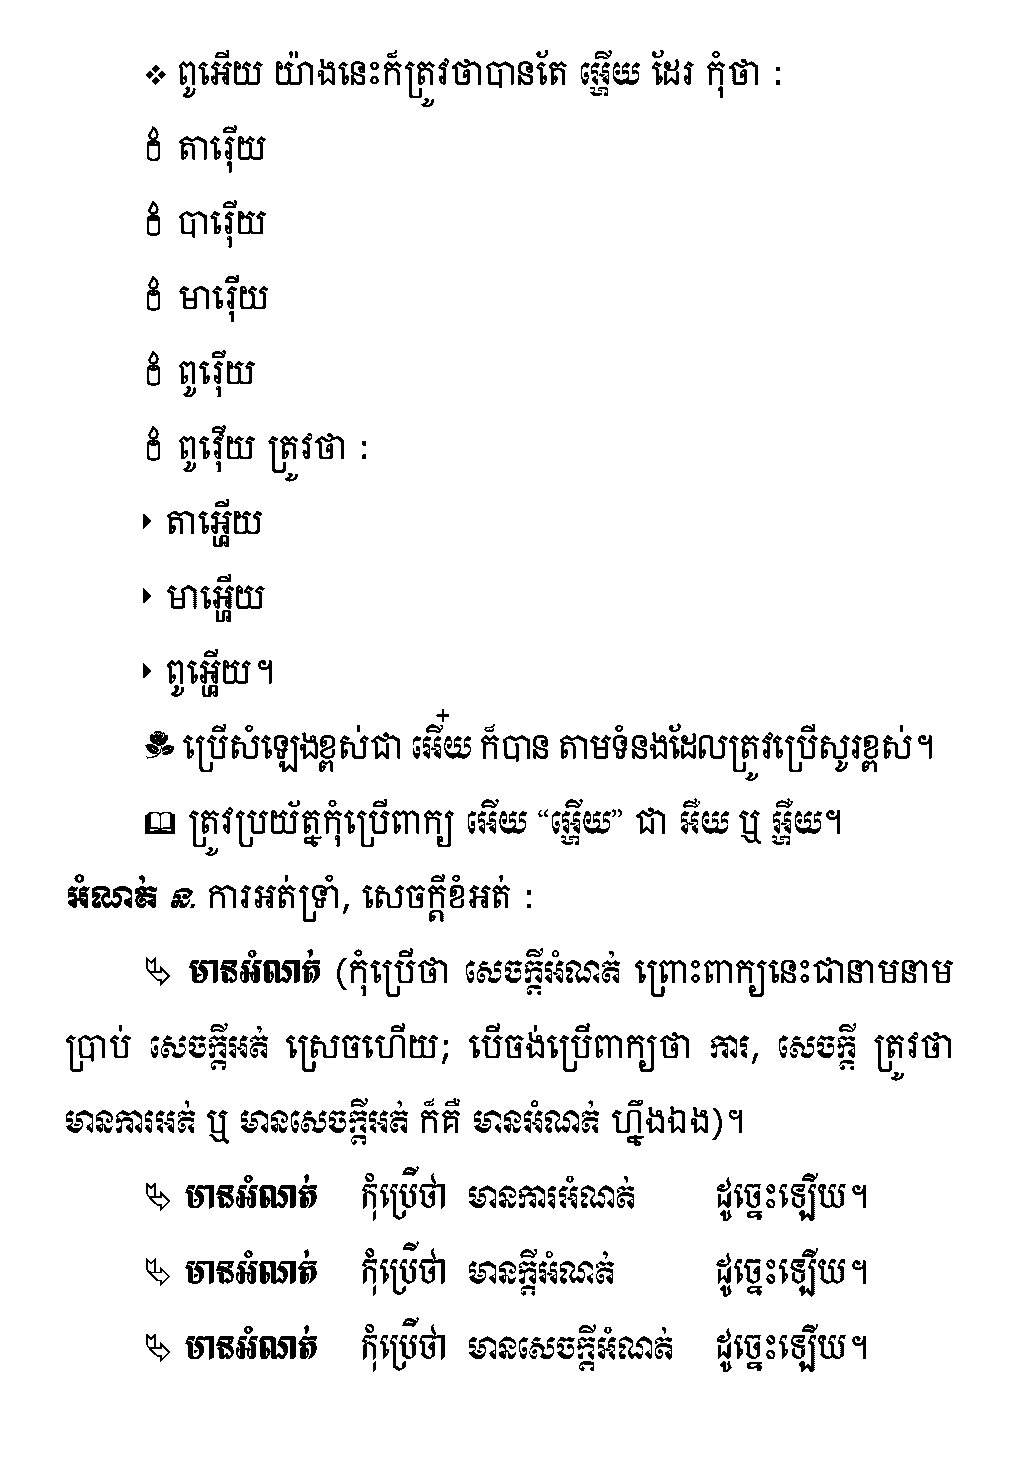 ❖ ពូអើយ យ៉ាងនេះក៏ត្រូវថាបានតែ អ្ហើយ ដែរ កុំថា :
តារ៉ើយ
បារ៉ើយ
មារ៉ើយ
ពូរ៉ើយ
ពូវ៉ើយ ត្រូវថា :
‣ តាអ្ហើយ
‣ មាអ្ហើយ
‣ ពូអ្ហើយ។
ប្រើសំឡេងខ្ពស់ជា អើ៎យ ក៏បាន តាមទំនងដែលត្រូវប្រើសូរខ្ពស់។
🕮 ត្រូវប្រយ័ត្នកុំប្រើពាក្យ អើយ “អ្ហើយ” ជា អឺយ ឬ អ្ហឺយ។
អំណត់ ន. ការអត់ទ្រាំ, សេចក្ដីខំអត់ :
មានអំណត់ (កុំប្រើថា សេចក្ដីអំណត់ ព្រោះពាក្យនេះជានាមនាម
ប្រាប់ សេចក្ដីអត់ ស្រេចហើយ; បើចង់ប្រើពាក្យថា ការ, សេចក្ដី ត្រូវថា
មានការអត់ ឬ មានសេចក្ដីអត់ ក៏គឺ មានអំណត់ ហ្នឹងឯង)។
មានអំណត់ កុំប្រើថា មានការអំណត់ ដូច្នេះឡើយ។
មានអំណត់ កុំប្រើថា មានក្ដីអំណត់ ដូច្នេះឡើយ។
មានអំណត់ កុំប្រើថា មានសេចក្ដីអំណត់ ដូច្នេះឡើយ។